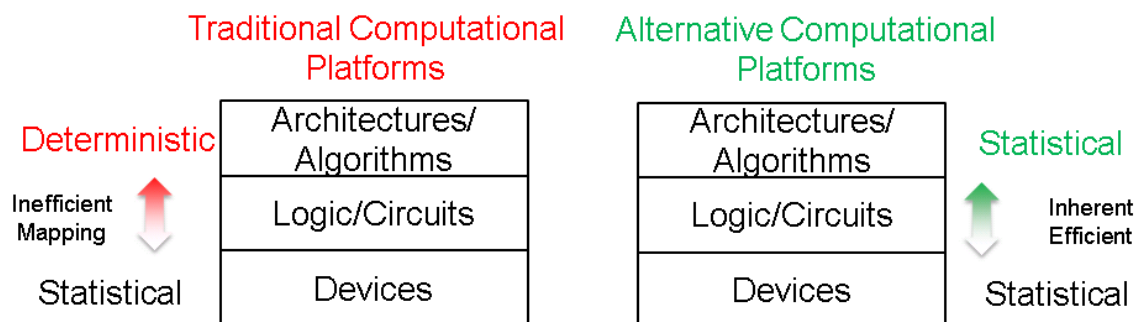 Traditional Computational
Platforms
Deterministic
Inefficient
Mapping
Statistical
Architectures/
Algorithms
Logic/Circuits
Devices
Alternative Computational
Platforms
Architectures/
Algorithms
Logic/Circuits
Devices
Statistical
Inherent
Efficient
Statistical